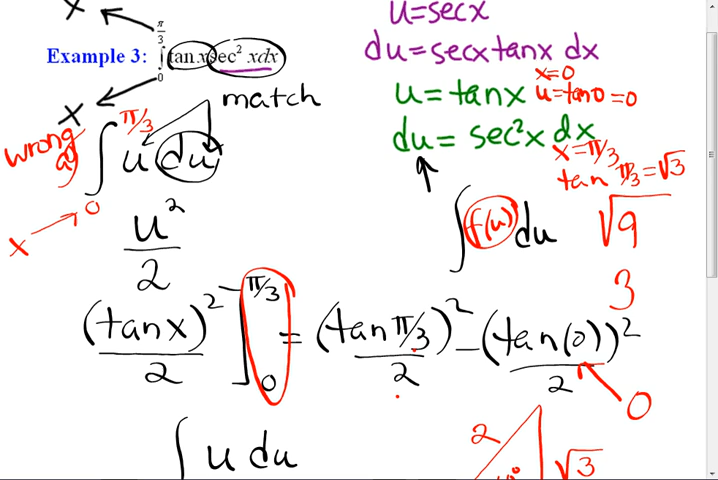 X
Example 3: ∫₀^(π/3) tan x sec² x dx
X
match
wrong
∫₀^(π/3) u du
x
u²/2
(tanx)²/2 ]₀^(π/3) = (tan π/3)²/2 - (tan(0))²/2
0
∫ u du
u = secx
du = secx tanx dx
u = tanx
x=0
u=tan0=0
du = sec²x dx
x=π/3
tan π/3 = √3
∫ f(u) du
√9
3
2
√3